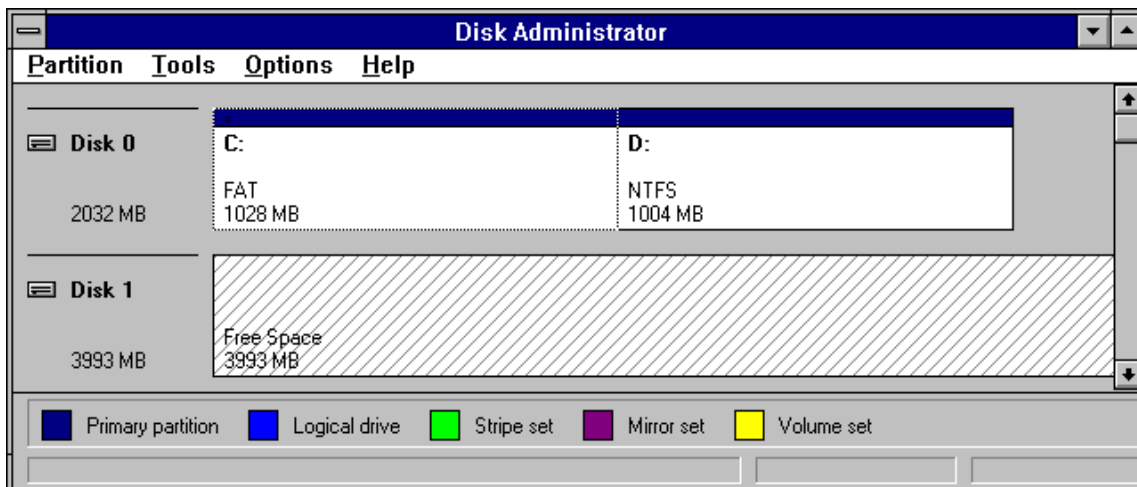 Disk Administrator
Partition Tools Options Help
Disk 0
2032 MB
C:
FAT
1028 MB
D:
NTFS
1004 MB
Disk 1
3993 MB
Free Space
3993 MB
Primary partition Logical drive Stripe set Mirror set Volume set